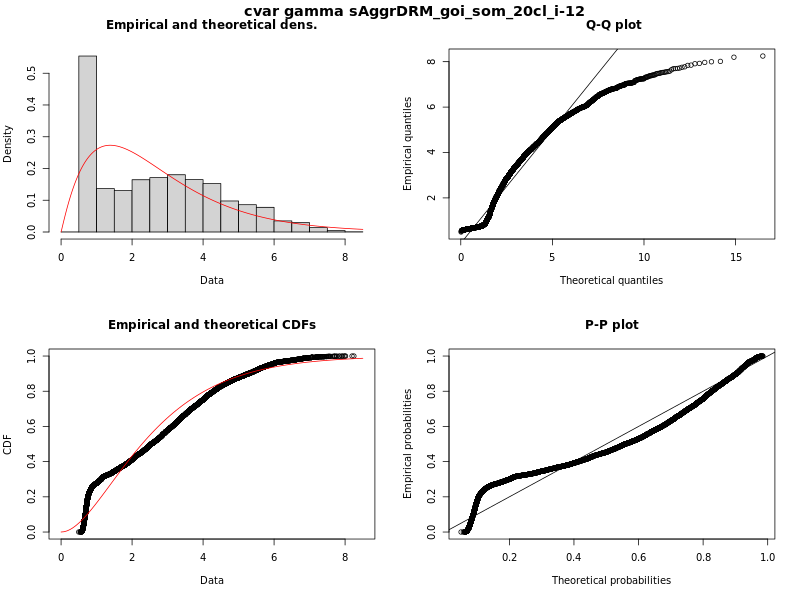 cvar gamma sAggrDRM_goi_som_20cl_i-12
Empirical and theoretical dens.
Density
0.0 0.1 0.2 0.3 0.4 0.5
0 2 4 6 8
Data
Q-Q plot
Empirical quantiles
2 4 6 8
0 5 10 15
Theoretical quantiles
Empirical and theoretical CDFs
CDF
0.0 0.2 0.4 0.6 0.8 1.0
0 2 4 6 8
Data
P-P plot
Empirical probabilities
0.0 0.2 0.4 0.6 0.8 1.0
0.2 0.4 0.6 0.8 1.0
Theoretical probabilities